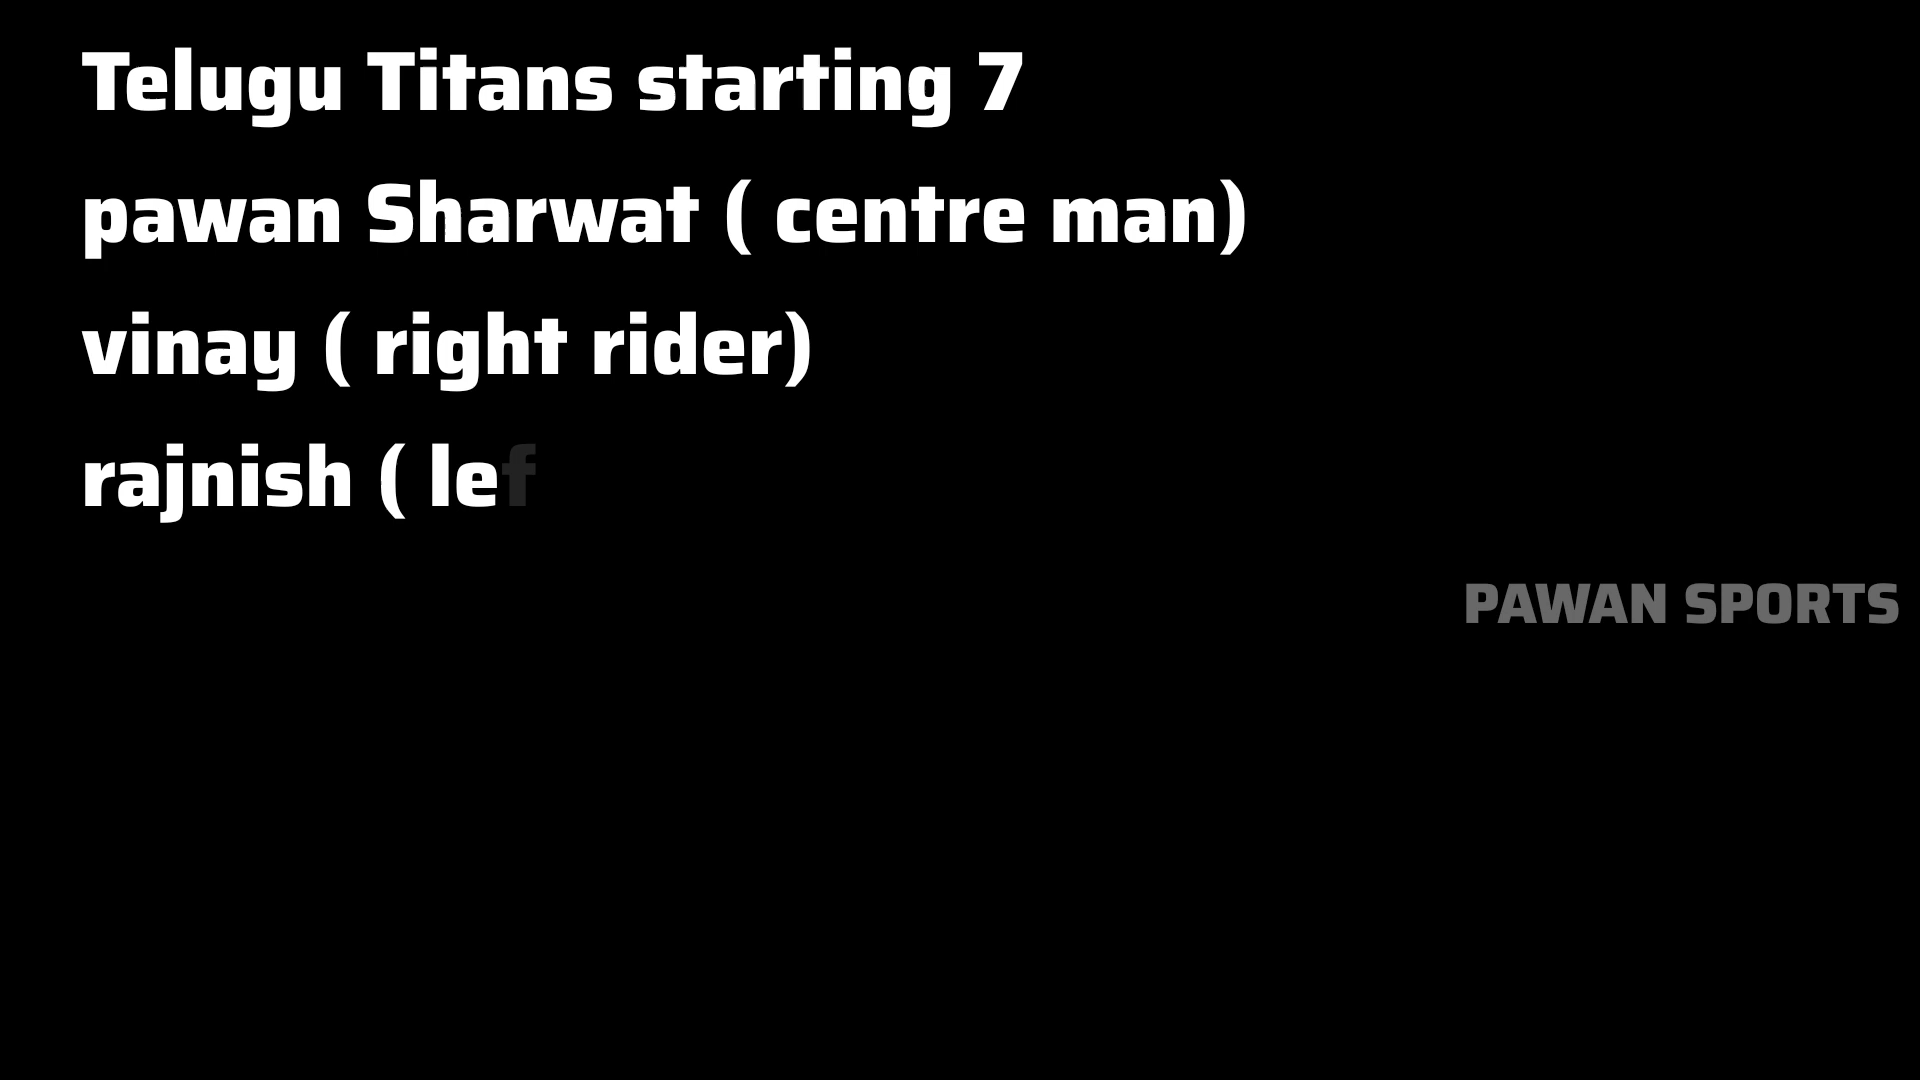 Telugu Titans starting 7
pawan Sharwat ( centre man)
vinay ( right rider)
rajnish ( lef
PAWAN SPORTS